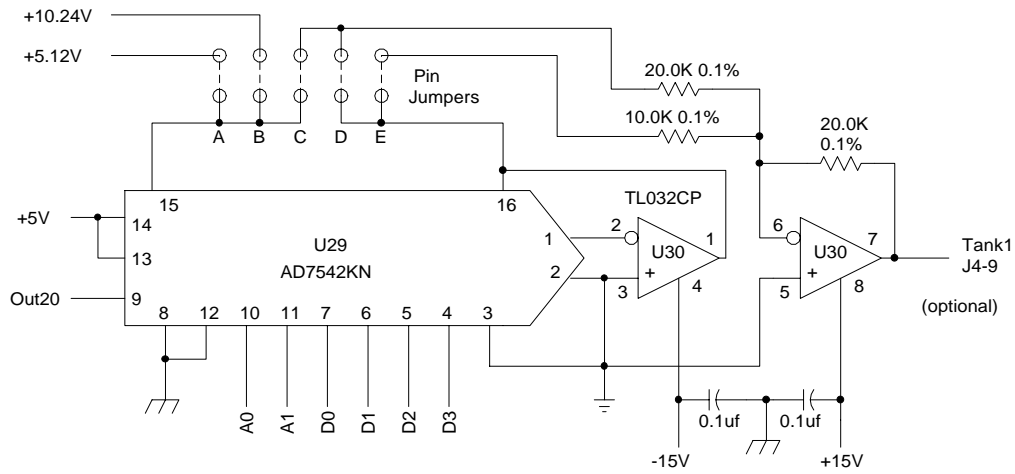 +10.24V
+5.12V
Pin
Jumpers
A B C D E
20.0K 0.1%
10.0K 0.1%
20.0K
0.1%
15
16
TL032CP
+5V
14
13
U29
AD7542KN
1
2
2
U30
1
+
3
4
6
U30
7
+
5
8
Tank1
J4-9
(optional)
Out20
9
8 12 10 11 7 6 5 4 3
A0 A1 D0 D1 D2 D3
0.1uf
0.1uf
-15V
+15V